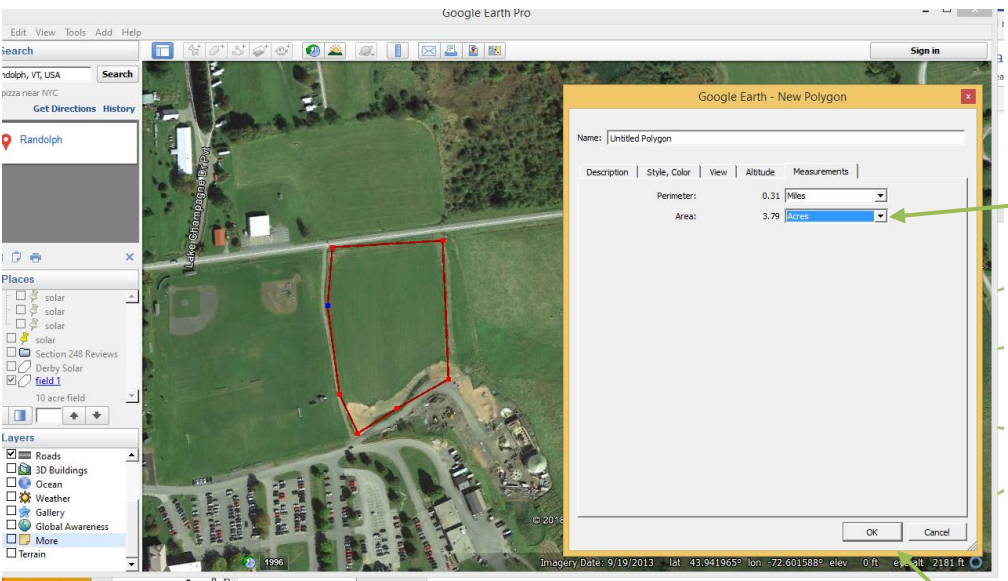 Google Earth Pro
Edit View Tools Add Help
Search
ndolph, VT, USA
Search
pizza near NYC
Get Directions History
Randolph
Places
solar
solar
solar
solar
Section 248 Reviews
Derby Solar
field 1
10 acre field
Layers
Roads
3D Buildings
Ocean
Weather
Gallery
Global Awareness
More
Terrain
Sign in
Lake Champagne Dr(Pvt)
1996
© 2018
Google Earth - New Polygon
Name: Untitled Polygon
Description Style, Color View Altitude Measurements
Perimeter: 0.31 Miles
Area: 3.79 Acres
OK Cancel
Imagery Date: 9/19/2013 lat 43.941965° lon -72.601588° elev 0 ft eye alt 2181 ft